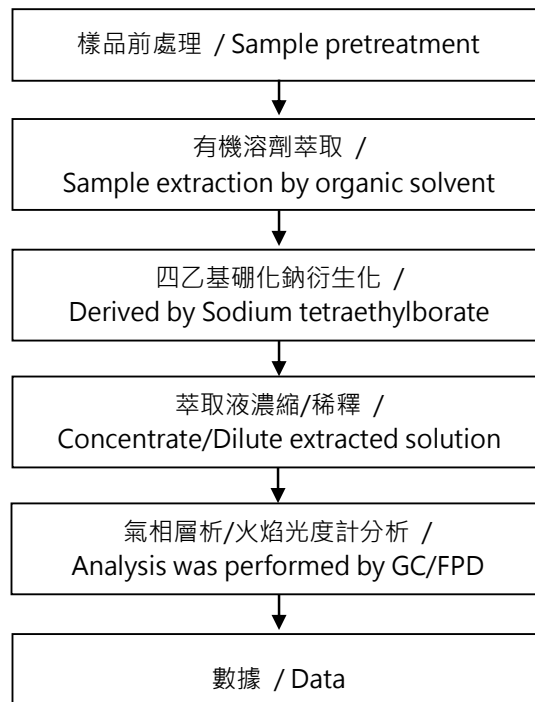 樣品前處理 / Sample pretreatment
有機溶劑萃取 /
Sample extraction by organic solvent
四乙基硼化鈉衍生化 /
Derived by Sodium tetraethylborate
萃取液濃縮/稀釋 /
Concentrate/Dilute extracted solution
氣相層析/火焰光度計分析 /
Analysis was performed by GC/FPD
數據 / Data